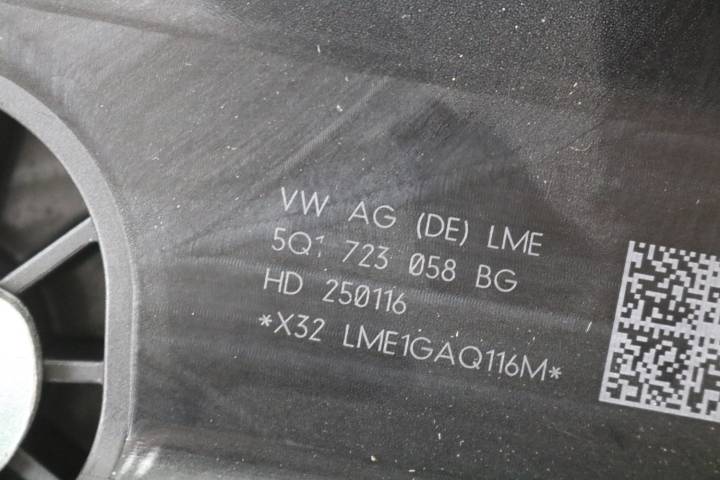 VW AG (DE) LME
5Q1 723 058 BG
HD 250116
*X32 LME1GAQ116M*